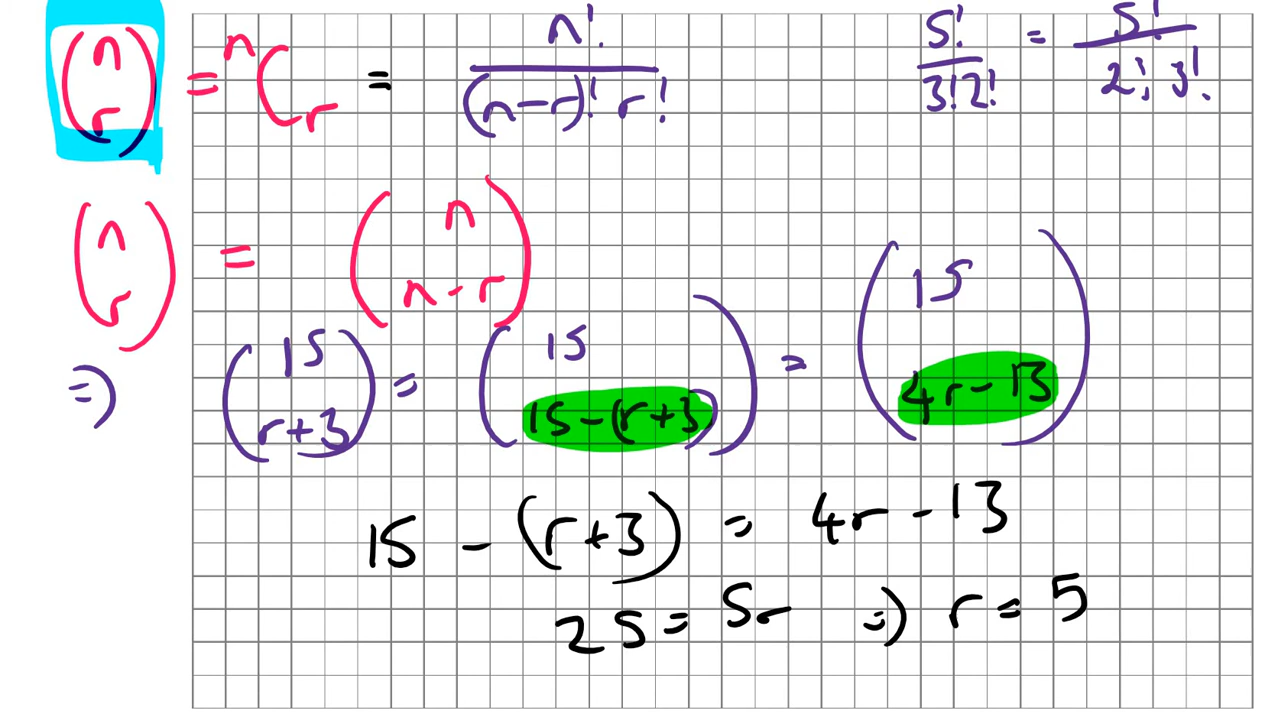 (n r) = ⁿCᵣ = n! / (n-r)! r!    5! / 3!2! = 5! / 2! 3!
(n r) = (n n-r)
⇒ (15 r+3) = (15 15-(r+3)) = (15 4r-13)
15 - (r+3) = 4r - 13
25 = 5r ⇒ r = 5